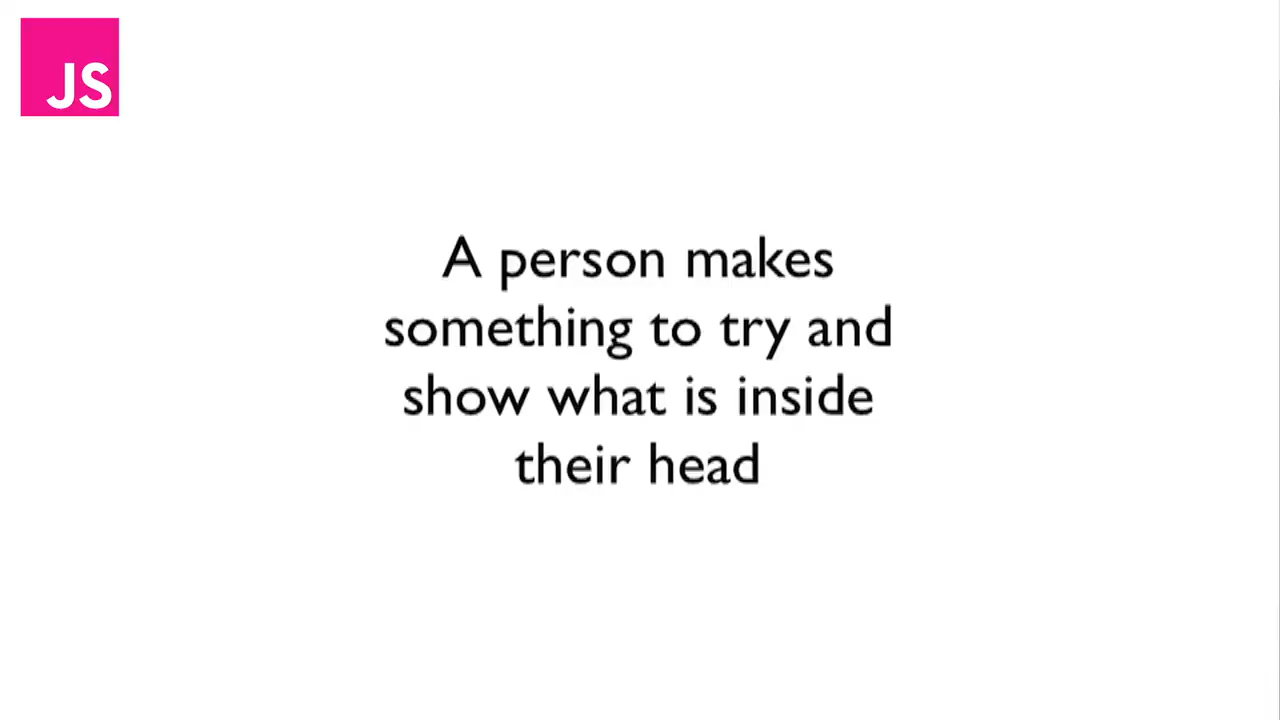 JS
A person makes
something to try and
show what is inside
their head